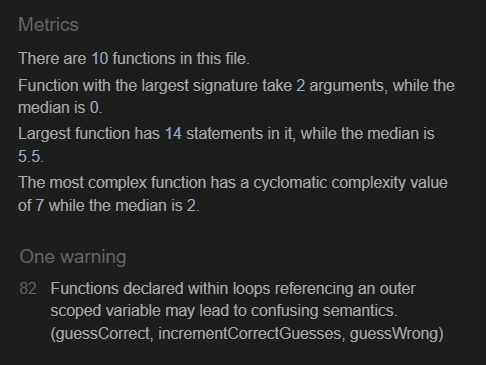 Metrics
There are 10 functions in this file.
Function with the largest signature take 2 arguments, while the
median is 0.
Largest function has 14 statements in it, while the median is
5.5.
The most complex function has a cyclomatic complexity value
of 7 while the median is 2.
One warning
82 Functions declared within loops referencing an outer
scoped variable may lead to confusing semantics.
(guessCorrect, incrementCorrectGuesses, guessWrong)